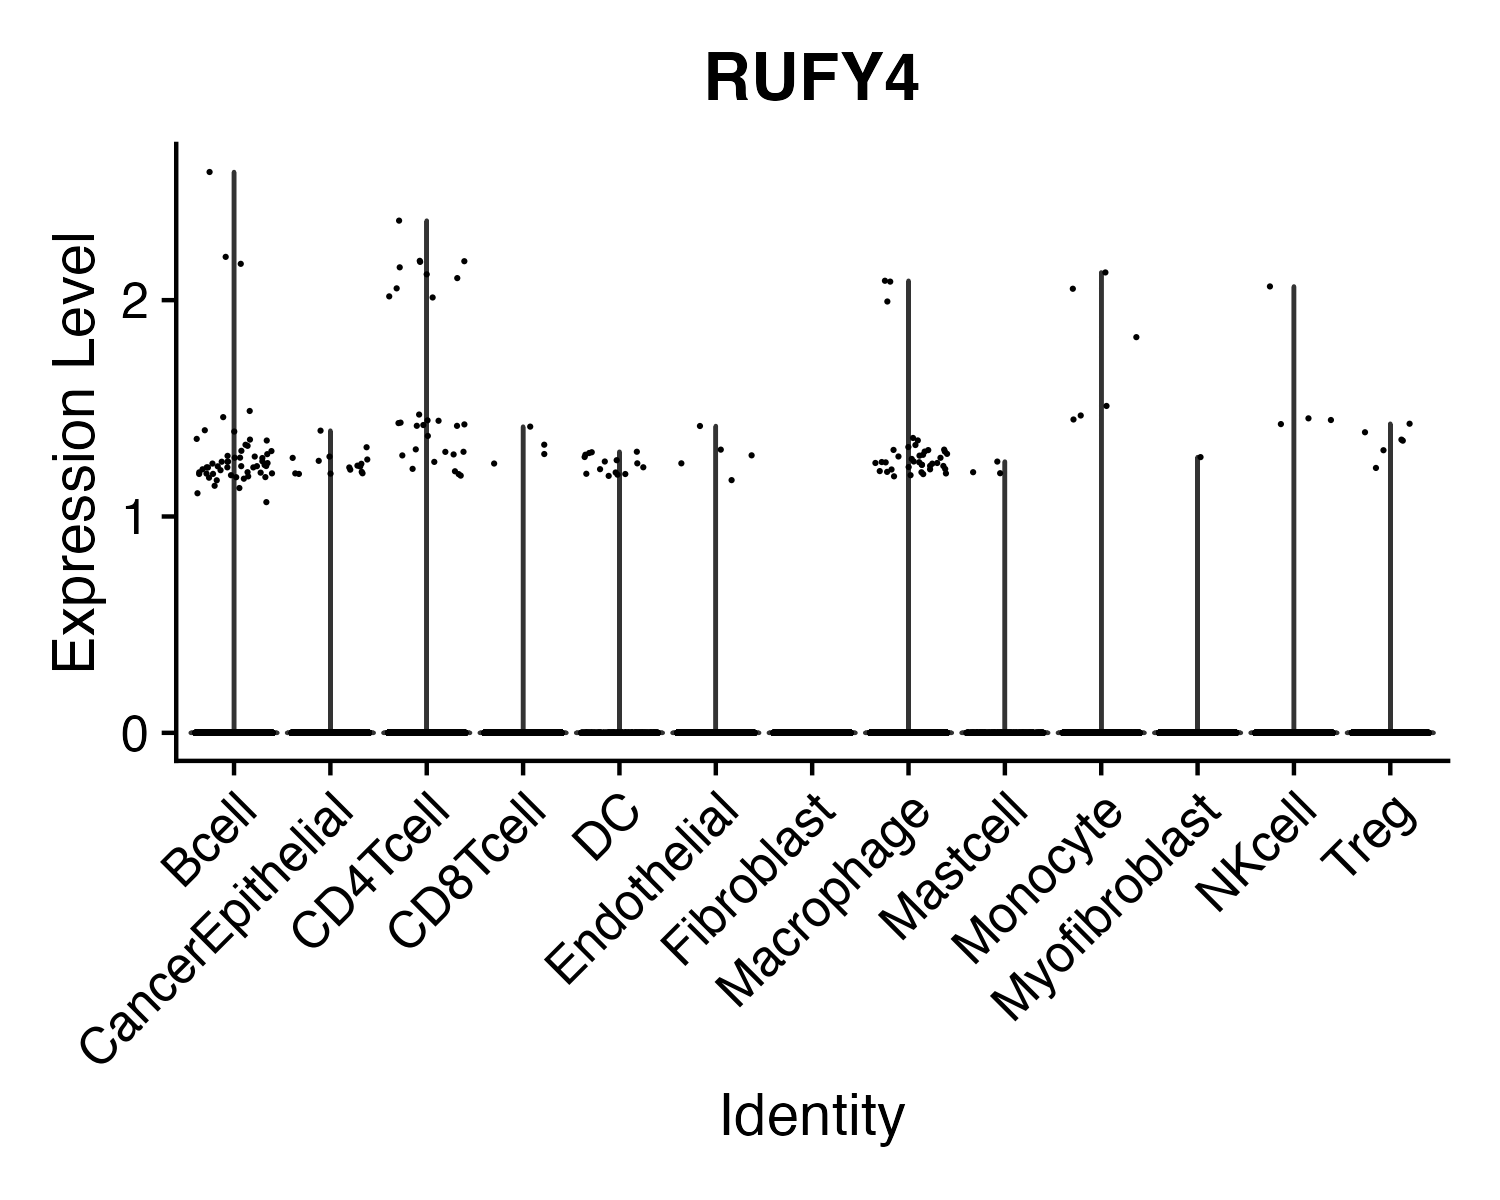 RUFY4
Expression Level
2
1
0
Bcell
CancerEpithelial
CD4Tcell
CD8Tcell
DC
Endothelial
Fibroblast
Macrophage
Mastcell
Monocyte
Myofibroblast
NKcell
Treg
Identity